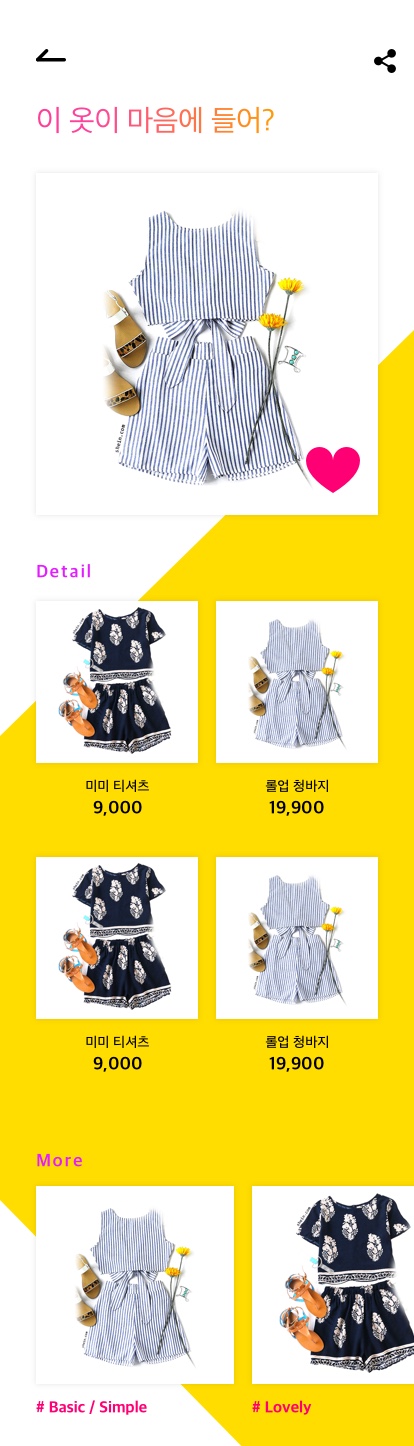 이 옷이 마음에 들어?
shein.com
Detail
미미 티셔츠
9,000
롤업 청바지
19,900
미미 티셔츠
9,000
롤업 청바지
19,900
More
# Basic / Simple
# Lovely